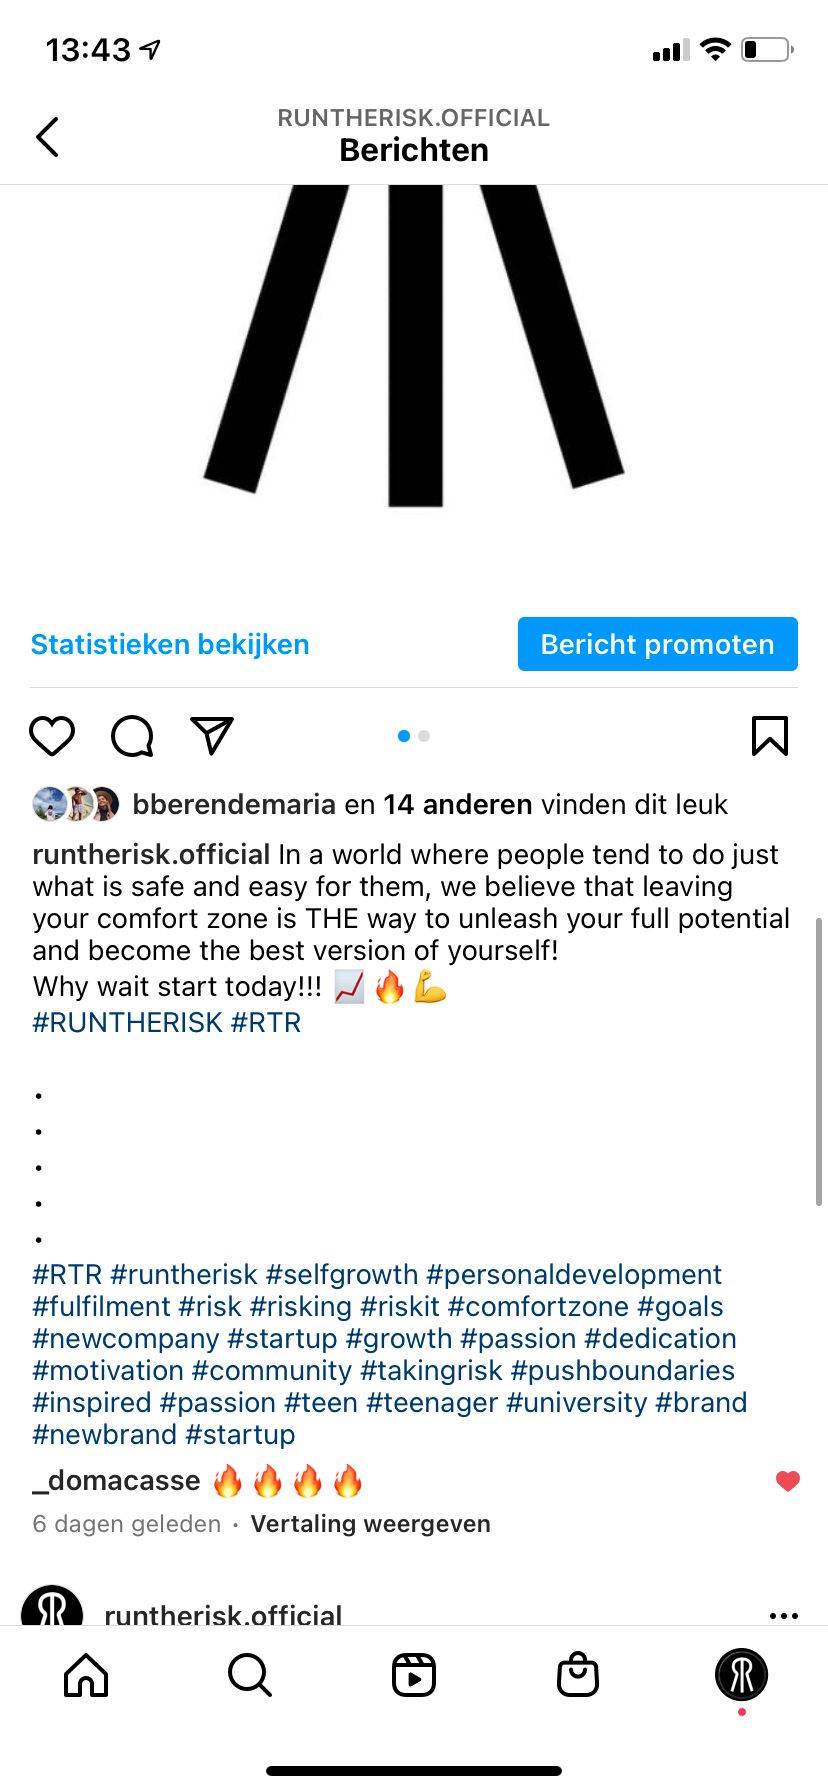 13:43
RUNTHERISK.OFFICIAL
Berichten
Statistieken bekijken
Bericht promoten
bberendemaria en 14 anderen vinden dit leuk
runtherisk.official In a world where people tend to do just
what is safe and easy for them, we believe that leaving
your comfort zone is THE way to unleash your full potential
and become the best version of yourself!
Why wait start today!!! 📈🔥💪
#RUNTHERISK #RTR
.
.
.
.
.
#RTR #runtherisk #selfgrowth #personaldevelopment
#fulfilment #risk #risking #riskit #comfortzone #goals
#newcompany #startup #growth #passion #dedication
#motivation #community #takingrisk #pushboundaries
#inspired #passion #teen #teenager #university #brand
#newbrand #startup
_domacasse 🔥🔥🔥🔥
6 dagen geleden · Vertaling weergeven
runtherisk.official